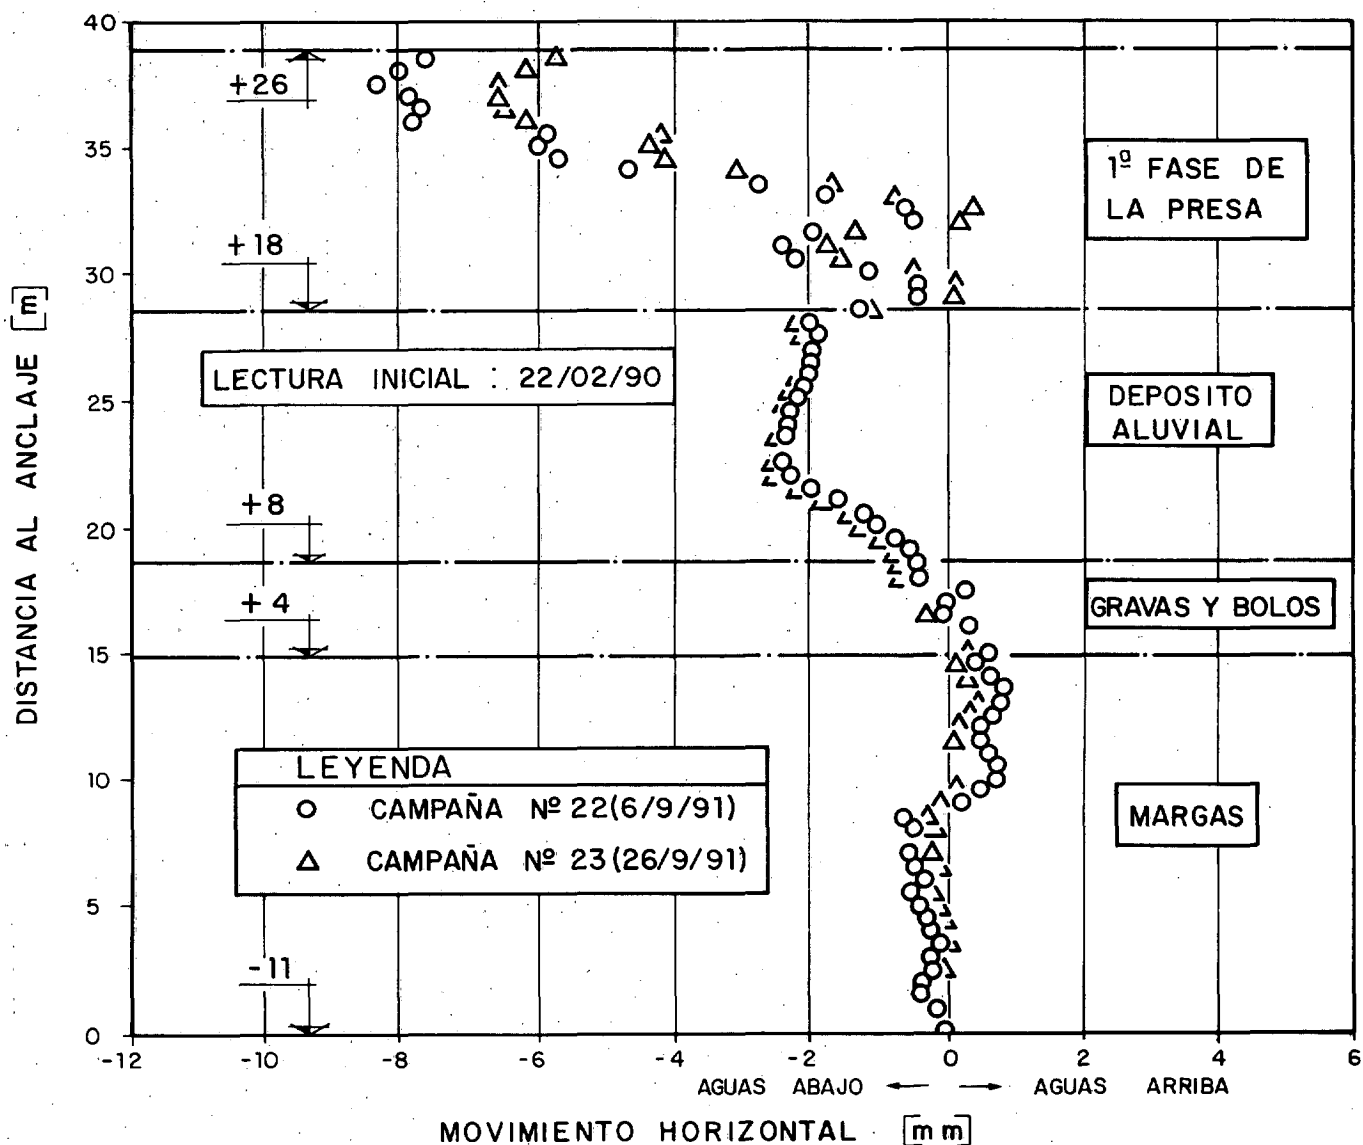 40
35
30
25
20
15
10
5
0
DISTANCIA AL ANCLAJE [m]
+26
+18
+8
+4
-11
1ª FASE DE
LA PRESA
LECTURA INICIAL : 22/02/90
DEPOSITO
ALUVIAL
GRAVAS Y BOLOS
MARGAS
LEYENDA
CAMPAÑA Nº 22(6/9/91)
CAMPAÑA Nº 23(26/9/91)
-12 -10 -8 -6 -4 -2 0 2 4 6
AGUAS ABAJO ← → AGUAS ARRIBA
MOVIMIENTO HORIZONTAL [mm]